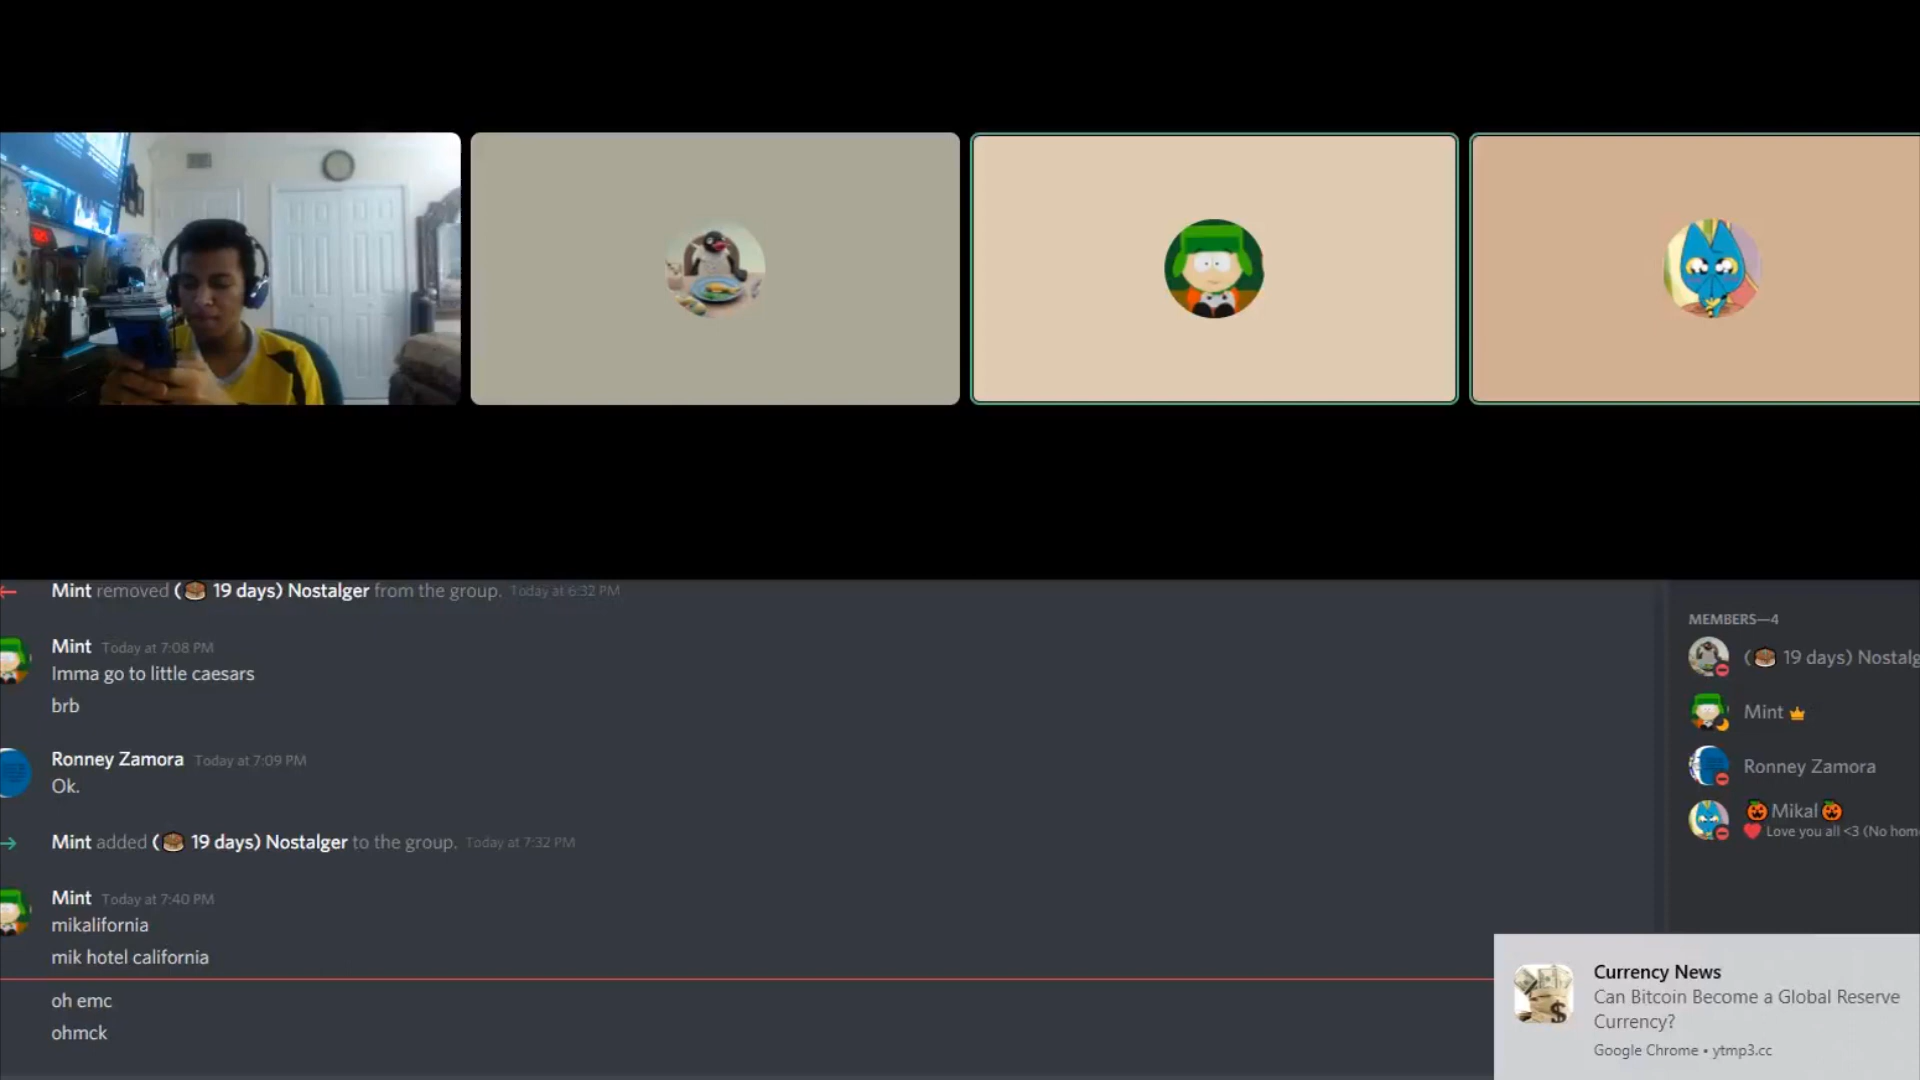 Mint removed ( 19 days) Nostalger from the group. Today at 6:32 PM
Mint Today at 7:08 PM
Imma go to little caesars
brb
Ronney Zamora Today at 7:09 PM
Ok.
Mint added ( 19 days) Nostalger to the group. Today at 7:32 PM
Mint Today at 7:40 PM
mikalifornia
mik hotel california
oh emc
ohmck
MEMBERS—4
( 19 days) Nostalg
Mint
Ronney Zamora
Mikal
Love you all <3 (No hom
Currency News
Can Bitcoin Become a Global Reserve
Currency?
Google Chrome • ytmp3.cc